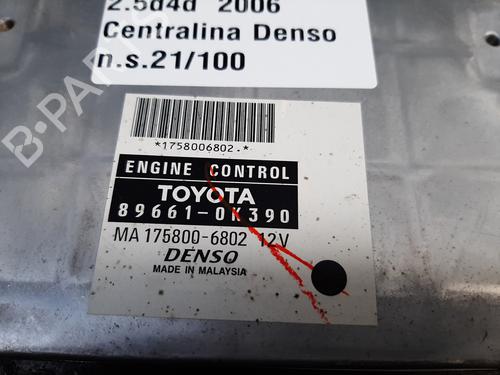 2.5d4d 2006
Centralina Denso
n.s.21/100
*1758006802.*
ENGINE CONTROL
TOYOTA
89661-0K390
MA 175800-6802 12V
DENSO
MADE IN MALAYSIA
B-PARTS